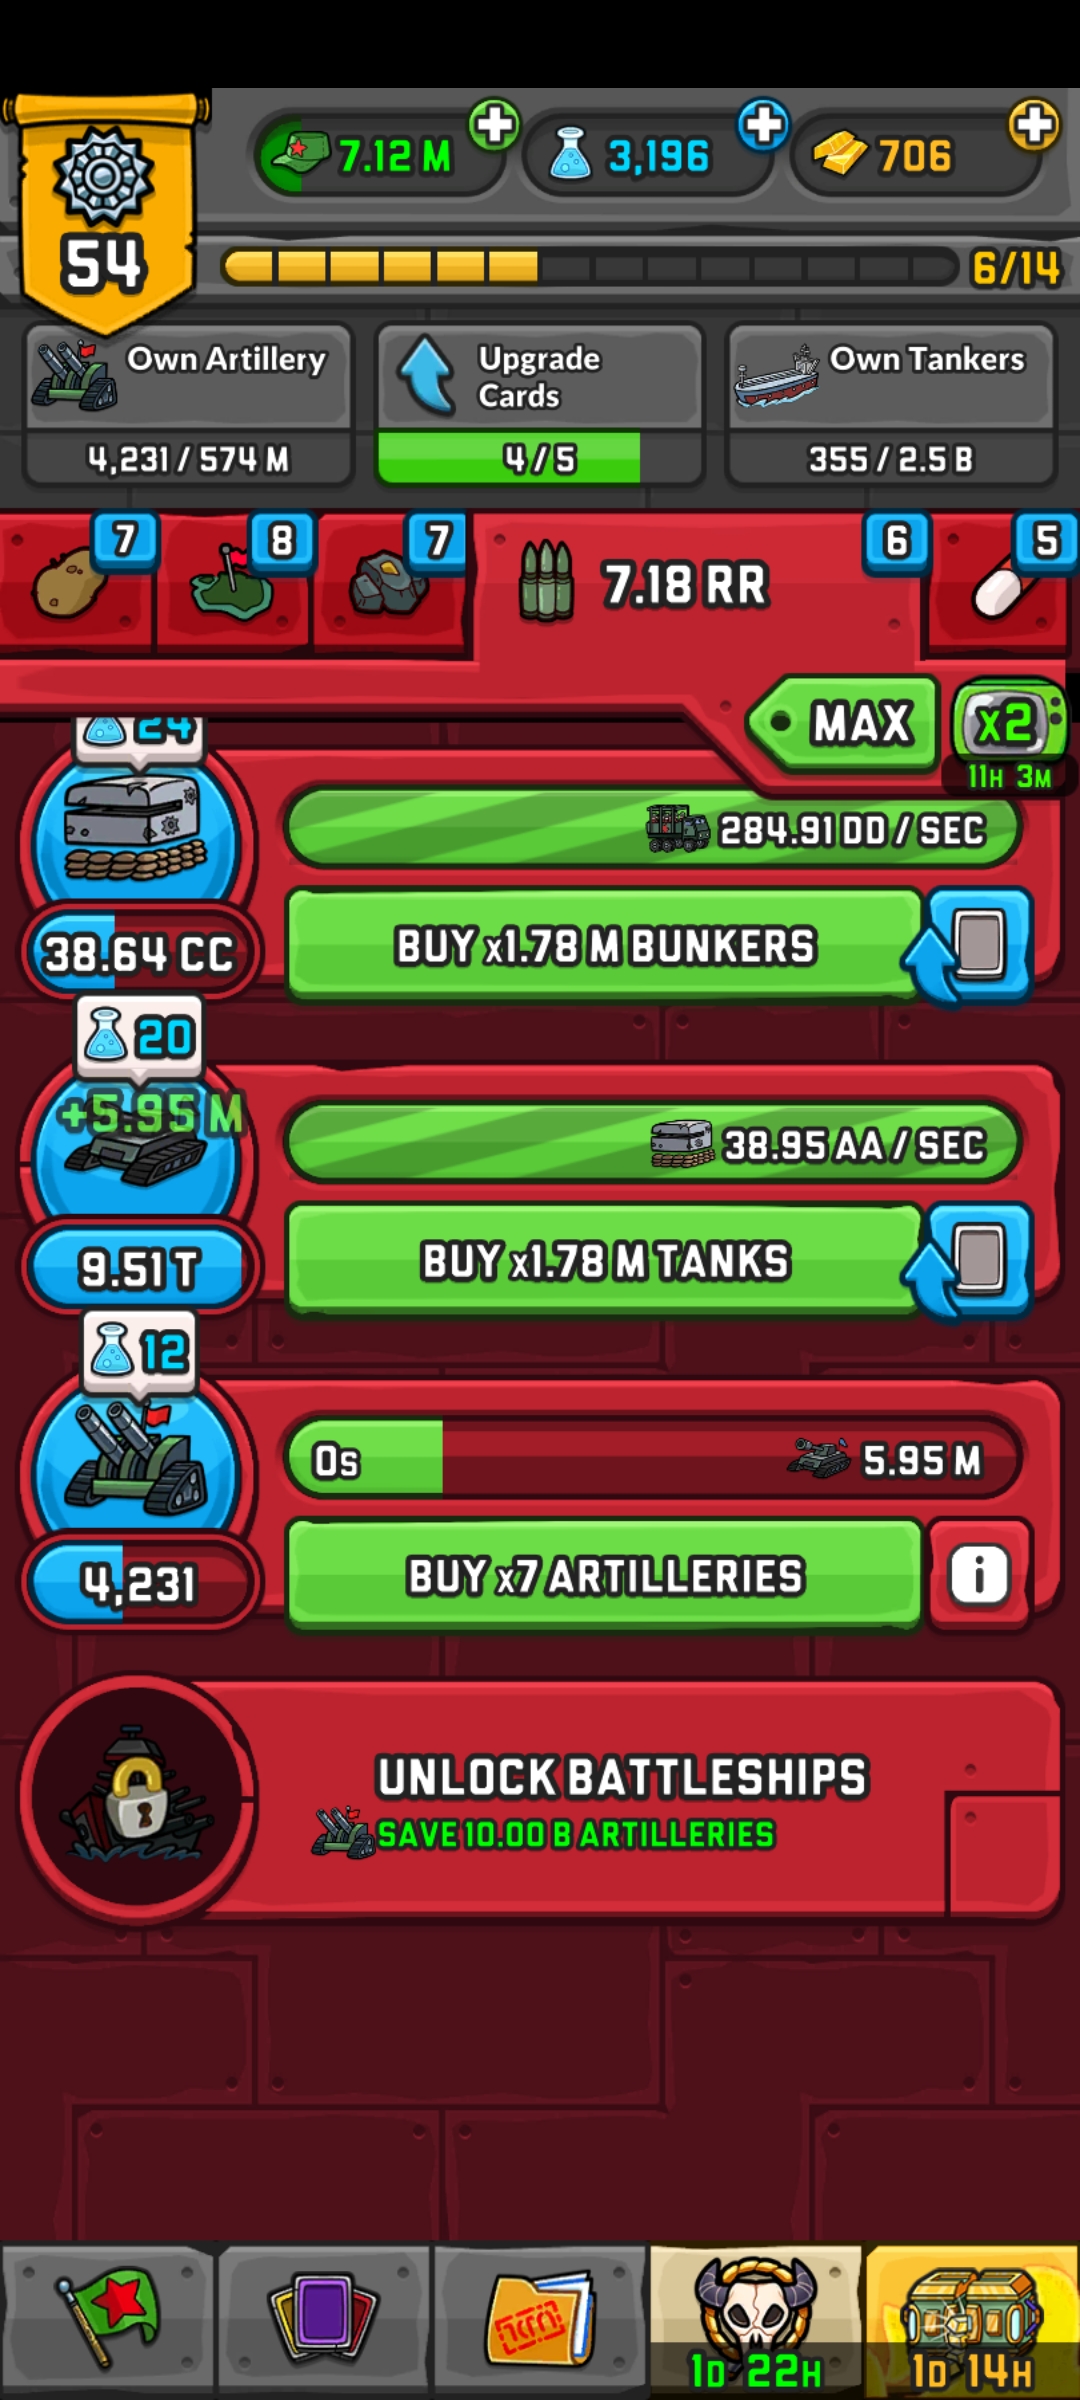 7.12 M
3,196
706
54
6/14
Own Artillery
4,231 / 574 M
Upgrade
Cards
4/5
Own Tankers
355 / 2.5 B
7
8
7
7.18 RR
6
5
MAX
x2
11H 3M
24
284.91 DD / SEC
38.64 CC
BUY x1.78 M BUNKERS
20
+5.95 M
38.95 AA / SEC
9.51 T
BUY x1.78 M TANKS
12
0s
5.95 M
4,231
BUY x7 ARTILLERIES
i
UNLOCK BATTLESHIPS
SAVE 10.00 B ARTILLERIES
1D 22H
1D 14H